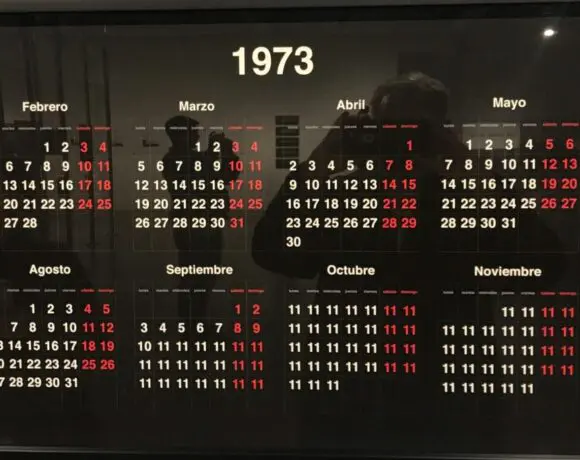 1973
Febrero
1 2 3 4
6 7 8 9 10 11
13 14 15 16 17 18
20 21 22 23 24 25
27 28
Marzo
1 2 3 4
5 6 7 8 9 10 11
12 13 14 15 16 17 18
19 20 21 22 23 24 25
26 27 28 29 30 31
Abril
1
2 3 4 5 6 7 8
9 10 11 12 13 14 15
16 17 18 19 20 21 22
23 24 25 26 27 28 29
30
Mayo
1 2 3 4 5 6
7 8 9 10 11 12 13
14 15 16 17 18 19 20
21 22 23 24 25 26 27
28 29 30 31
Agosto
1 2 3 4 5
7 8 9 10 11 12
14 15 16 17 18 19
21 22 23 24 25 26
28 29 30 31
Septiembre
1 2
3 4 5 6 7 8 9
10 11 11 11 11 11 11
11 11 11 11 11 11 11
11 11 11 11 11 11 11
Octubre
11 11 11 11 11 11 11
11 11 11 11 11 11 11
11 11 11 11 11 11 11
11 11 11 11 11 11 11
11 11 11
Noviembre
11 11 11 11
11 11 11 11 11 11 11
11 11 11 11 11 11 11
11 11 11 11 11 11 11
11 11 11 11 11